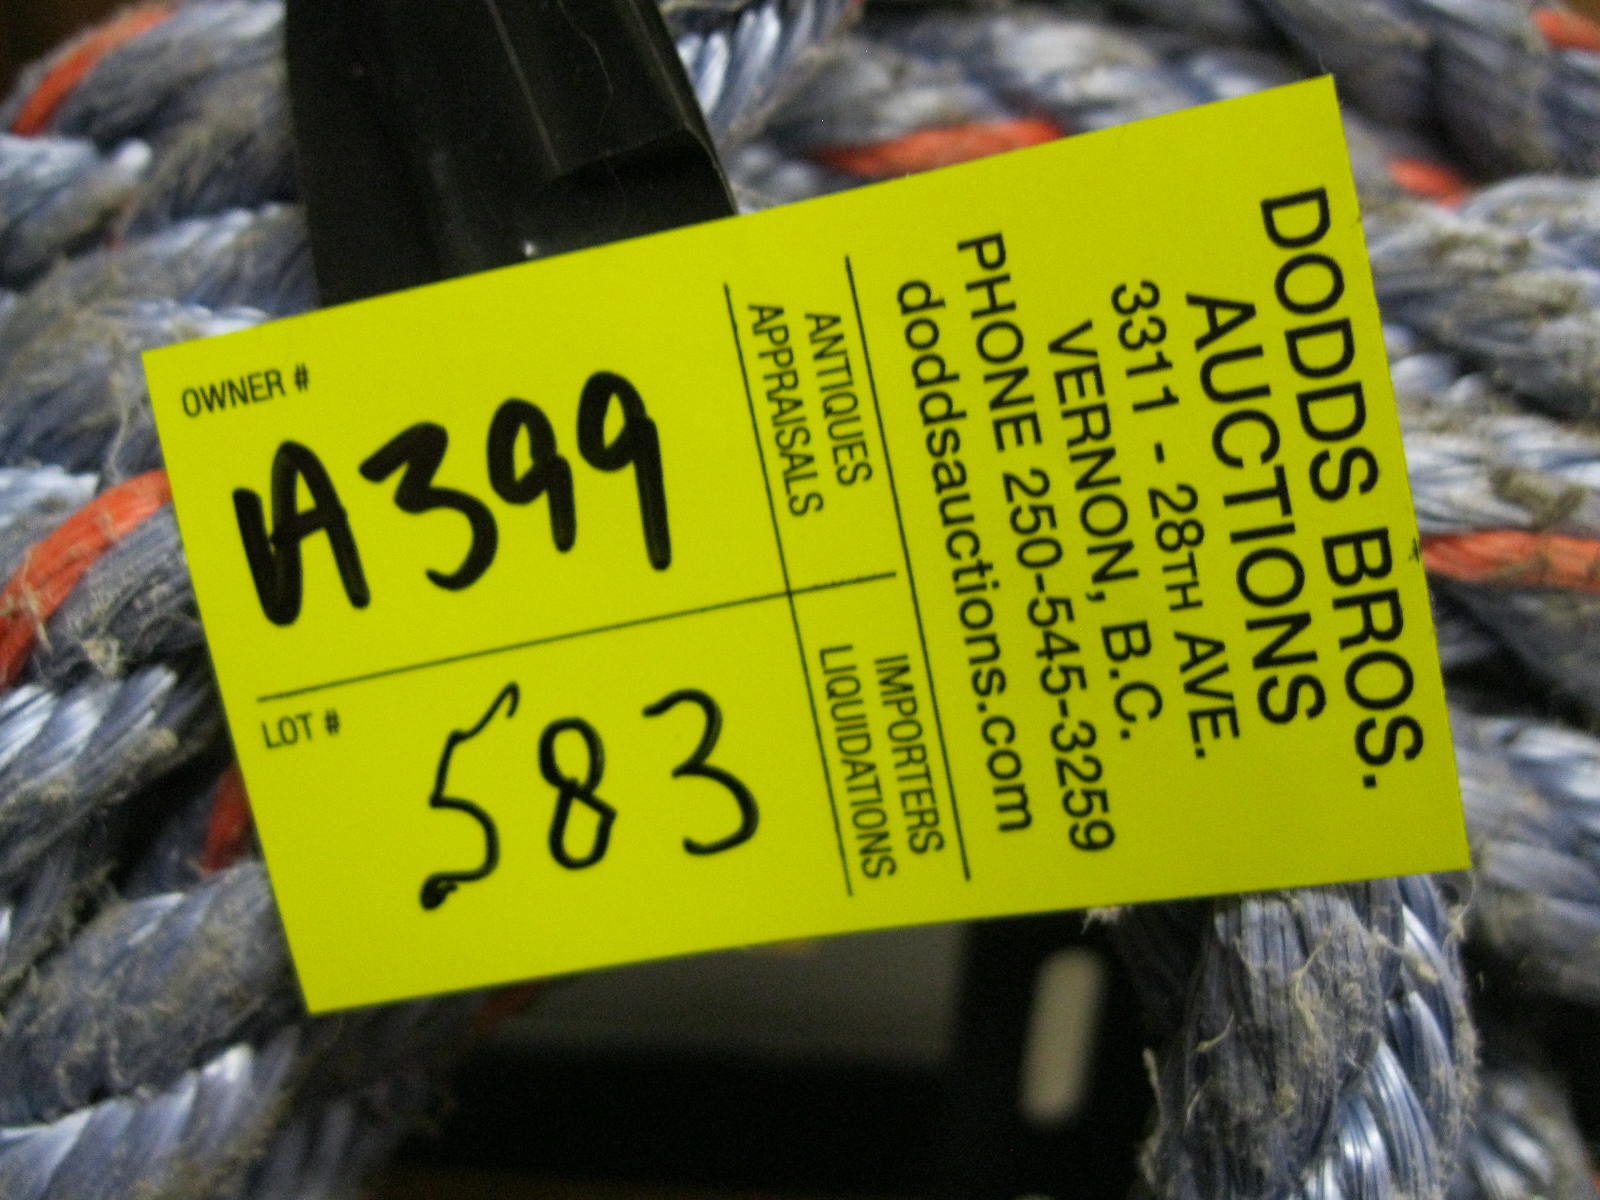 DODDS BROS.
AUCTIONS
3311 - 28TH AVE.
VERNON, B.C.
PHONE 250-545-3259
doddsauctions.com
ANTIQUES
APPRAISALS
IMPORTERS
LIQUIDATIONS
OWNER #
A399
LOT #
583